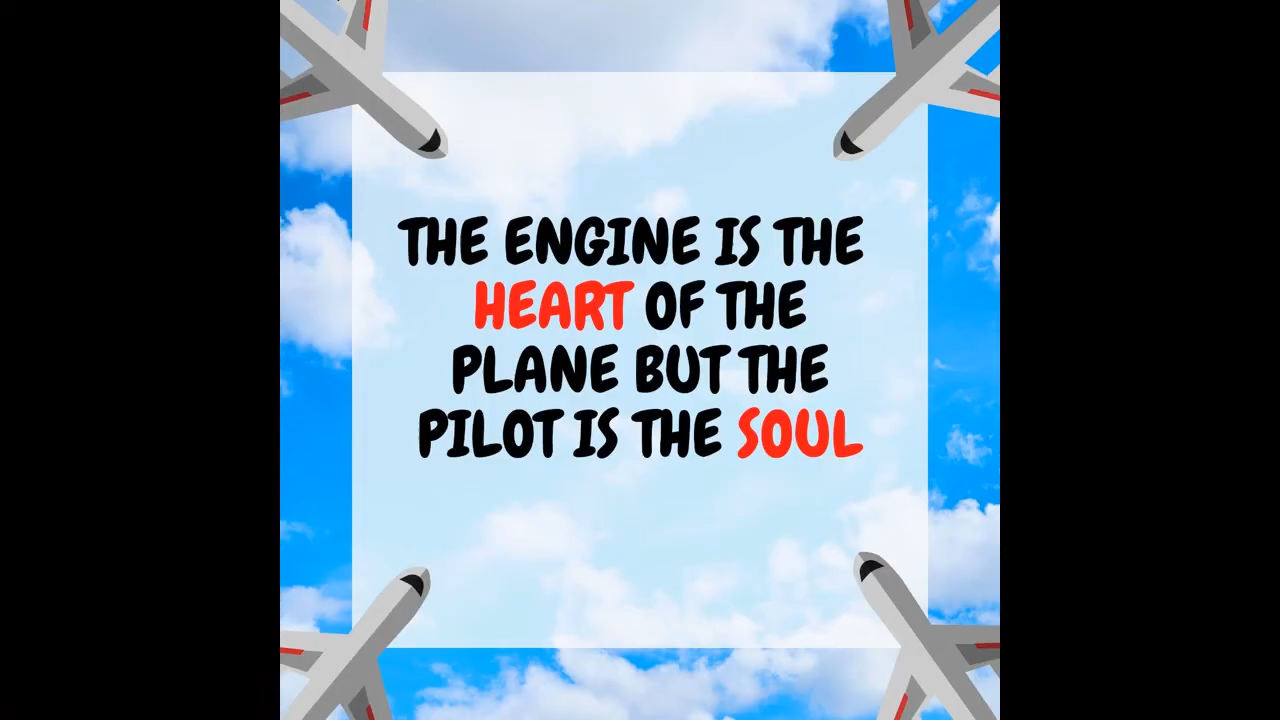 THE ENGINE IS THE
HEART OF THE
PLANE BUT THE
PILOT IS THE SOUL